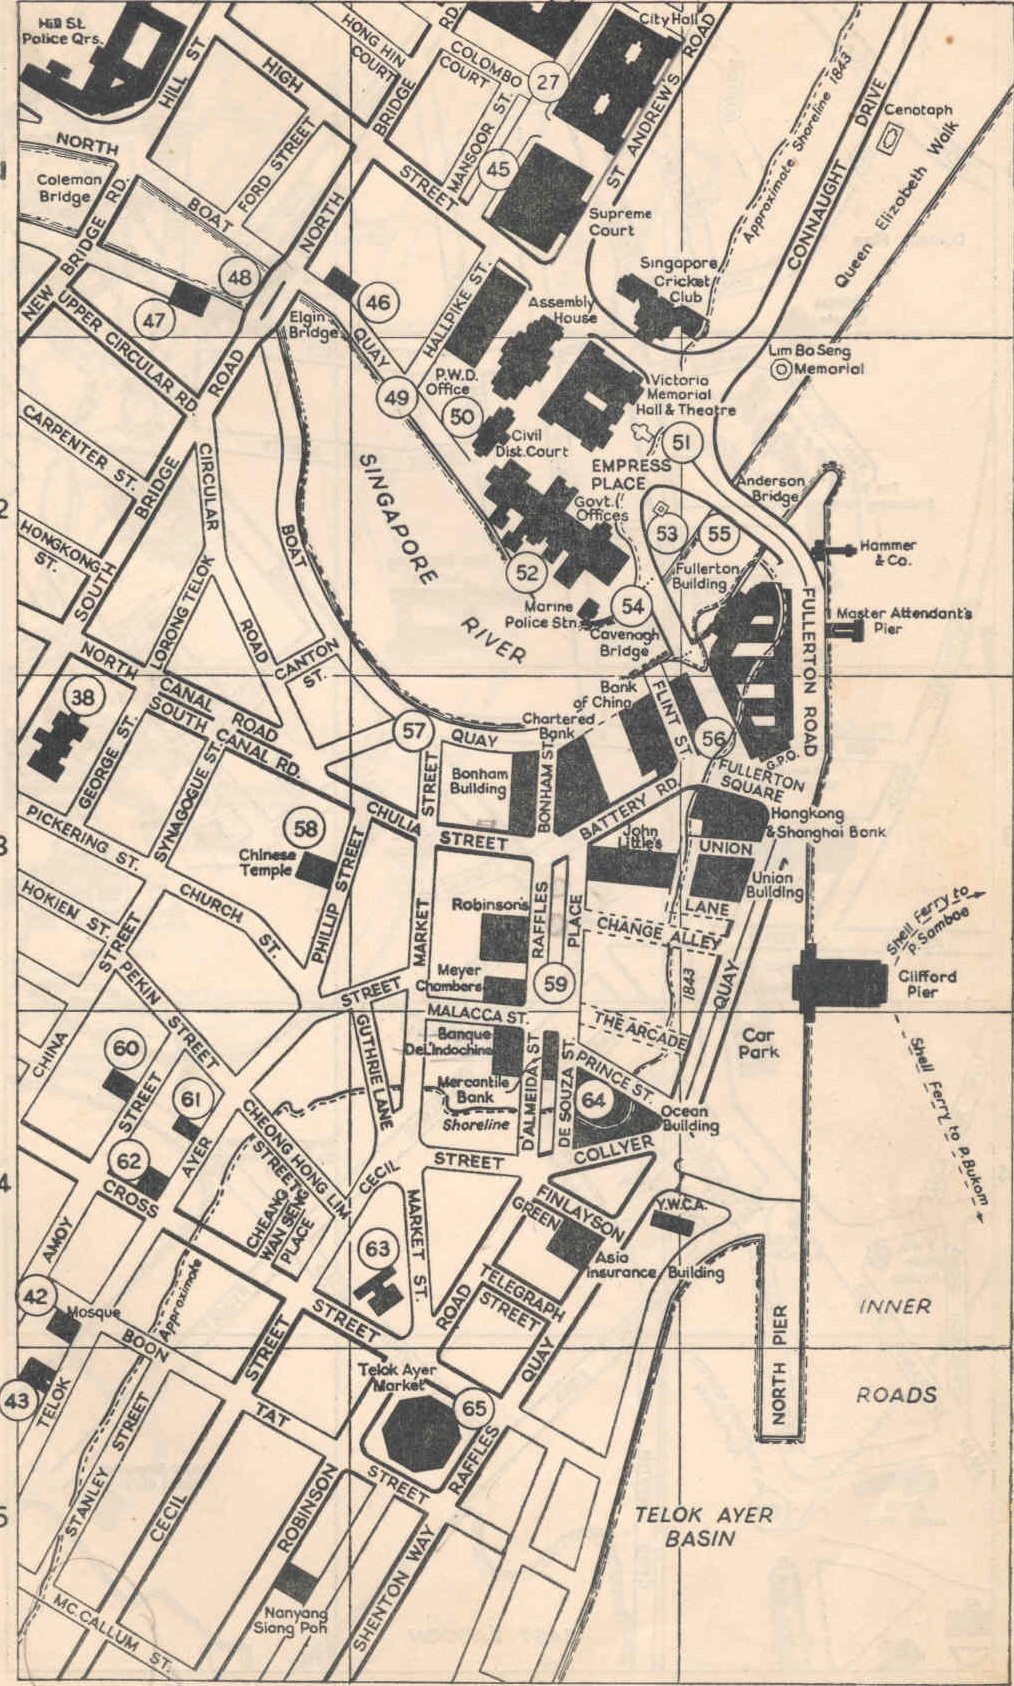 Hill St.
Police Qrs.
HILL ST
HIGH
HONG HIN
COURT
BRIDGE
RD.
COLOMBO
COURT
27
City Hall
ST ANDREW'S ROAD
Approximate Shoreline 1843
CONNAUGHT DRIVE
Cenotaph
Queen Elizabeth Walk
NORTH
Coleman
Bridge
NEW BRIDGE RD.
BOAT
FORD STREET
NORTH
STREET
MANSOOR ST.
45
Supreme
Court
Singapore
Cricket
Club
48
47
46
Elgin
Bridge
QUAY
HALLPIKE ST.
Assembly
House
UPPER CIRCULAR RD.
ROAD
P.W.D.
Office
49
50
Civil
Dist. Court
Victoria
Memorial
Hall & Theatre
Lim Bo Seng
Memorial
51
EMPRESS
PLACE
Anderson
Bridge
CARPENTER ST.
BRIDGE
CIRCULAR
SINGAPORE
RIVER
2
Govt.
Offices
53
55
Hammer
& Co.
HONGKONG
ST.
SOUTH
BOAT
52
Fullerton
Building
54
Marine
Police Stn.
Cavenagh
Bridge
FULLERTON ROAD
Master Attendant's
Pier
LORONG TELOK
ROAD
CANTON
ST.
NORTH
CANAL ROAD
SOUTH
CANAL RD.
38
GEORGE ST.
SYNAGOGUE ST.
57
QUAY
Bank
of China
Chartered
Bank
FLINT ST
56
G.P.O.
FULLERTON
SQUARE
Bonham
Building
BONHAM ST
BATTERY RD.
STREET
CHULIA
STREET
Hongkong
& Shanghai Bank
3
PICKERING ST.
58
Chinese
Temple
PHILLIP STREET
John
Little's
UNION
LANE
Union
Building
HOKIEN ST.
CHURCH ST.
MARKET
Robinson's
RAFFLES
PLACE
CHANGE ALLEY
1843
QUAY
Shell Ferry to
P. Samboe
Clifford
Pier
STREET
PEKIN STREET
CHINA
STREET
Meyer
Chambers
59
MALACCA ST.
THE ARCADE
Car
Park
Shell Ferry to P. Bukom
60
STREET
61
GUTHRIE LANE
Banque
De L'Indochine
Mercantile
Bank
Shoreline
D'ALMEIDA ST
DE SOUZA ST.
PRINCE ST.
64
Ocean
Building
COLLYER
62
AYER
CHEONG HONG LIM
STREET
CHEANG
WAN SENG
PLACE
CECIL
STREET
4
CROSS
AMOY
MARKET ST.
63
FINLAYSON
GREEN
Y.W.C.A.
Asia
Insurance Building
42
Mosque
Approximate
STREET
ROAD
TELEGRAPH
STREET
QUAY
INNER
ROADS
NORTH PIER
BOON
STREET
43
TELOK
Telok Ayer
Market
65
TAT
STREET
RAFFLES
STREET
STANLEY
CECIL
ROBINSON
SHENTON WAY
TELOK AYER
BASIN
5
Nanyang
Siang Poh
MC.CALLUM ST.